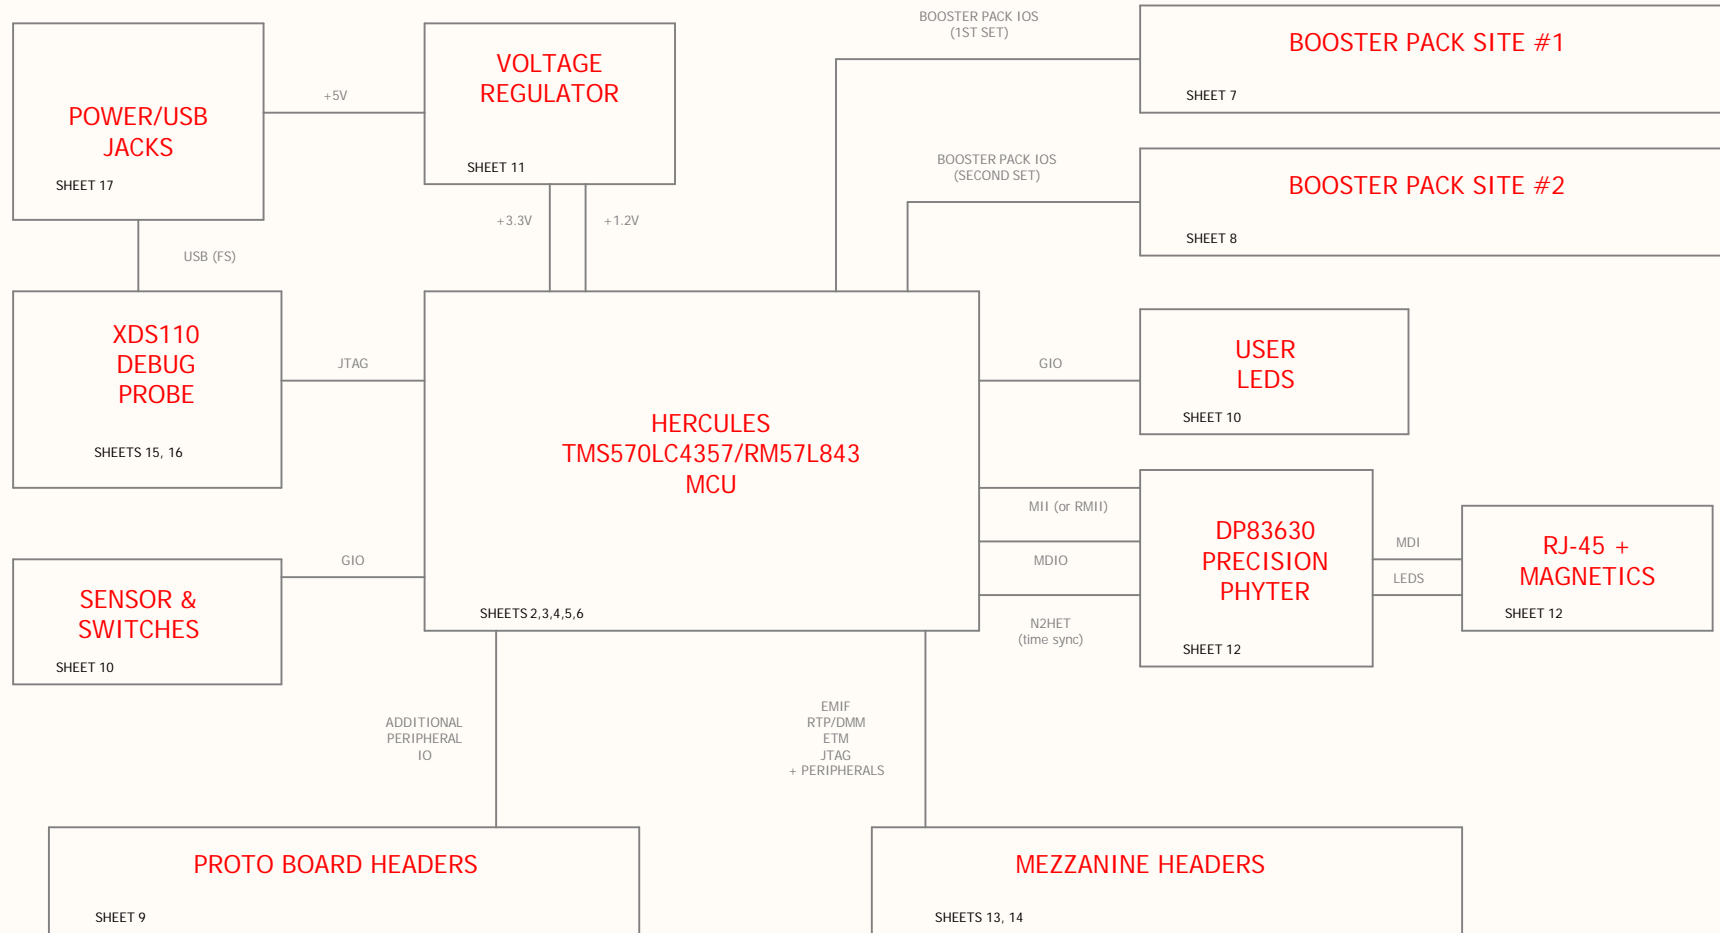 BOOSTER PACK IOS
(1ST SET)
BOOSTER PACK SITE #1
SHEET 7
POWER/USB
JACKS
SHEET 17
+5V
VOLTAGE
REGULATOR
SHEET 11
BOOSTER PACK IOS
(SECOND SET)
BOOSTER PACK SITE #2
SHEET 8
+3.3V
+1.2V
USB (FS)
XDS110
DEBUG
PROBE
SHEETS 15, 16
JTAG
HERCULES
TMS570LC4357/RM57L843
MCU
SHEETS 2,3,4,5,6
GIO
USER
LEDS
SHEET 10
MII (or RMII)
MDIO
N2HET
(time sync)
DP83630
PRECISION
PHYTER
SHEET 12
MDI
LEDS
RJ-45 +
MAGNETICS
SHEET 12
GIO
SENSOR &
SWITCHES
SHEET 10
ADDITIONAL
PERIPHERAL
IO
EMIF
RTP/DMM
ETM
JTAG
+ PERIPHERALS
PROTO BOARD HEADERS
SHEET 9
MEZZANINE HEADERS
SHEETS 13, 14